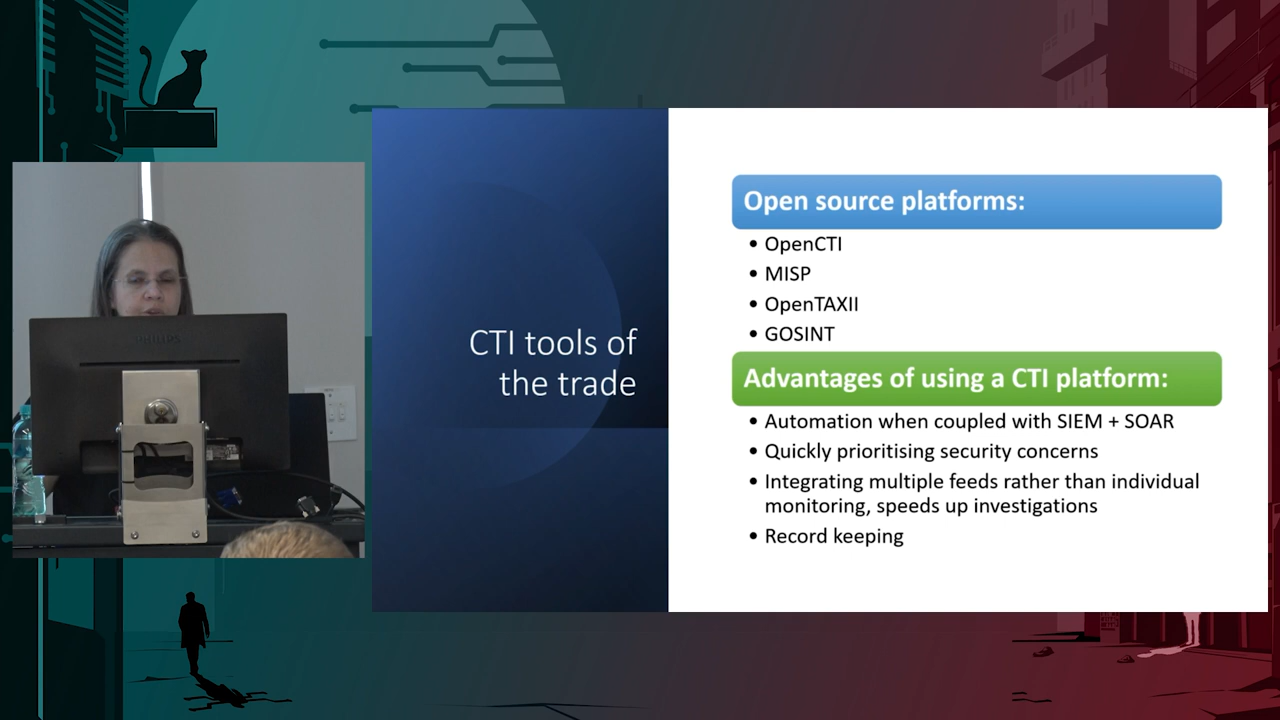 PHILIPS
CTI tools of
the trade
Open source platforms:
• OpenCTI
• MISP
• OpenTAXII
• GOSINT
Advantages of using a CTI platform:
• Automation when coupled with SIEM + SOAR
• Quickly prioritising security concerns
• Integrating multiple feeds rather than individual
monitoring, speeds up investigations
• Record keeping